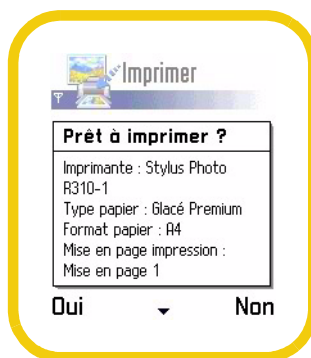 Imprimer
Prêt à imprimer ?
Imprimante : Stylus Photo
R310-1
Type papier : Glacé Premium
Format papier : A4
Mise en page impression :
Mise en page 1
Oui Non